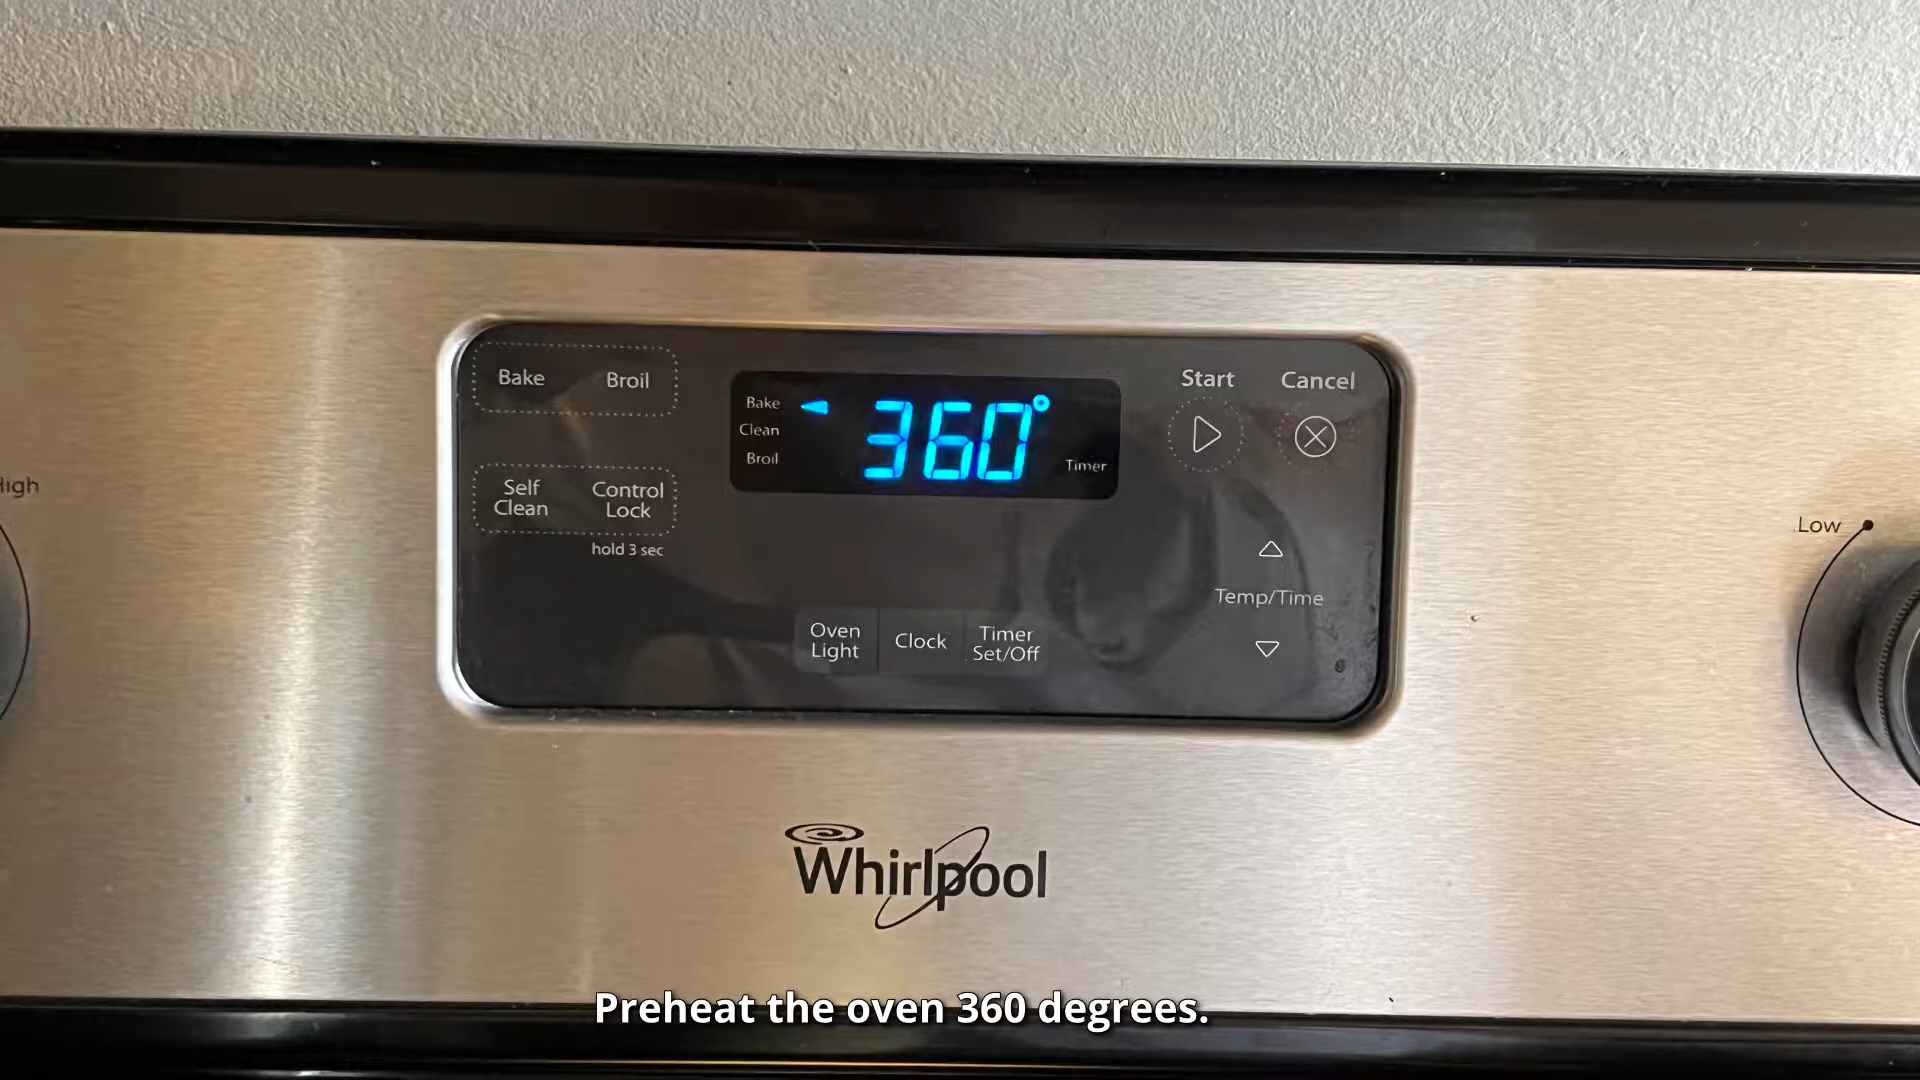 Bake
Broil
Self
Clean
Control
Lock
hold 3 sec
Bake
Clean
Broil
360°
Timer
Start
Cancel
Temp/Time
Oven
Light
Clock
Timer
Set/Off
High
Low
Whirlpool
Preheat the oven 360 degrees.